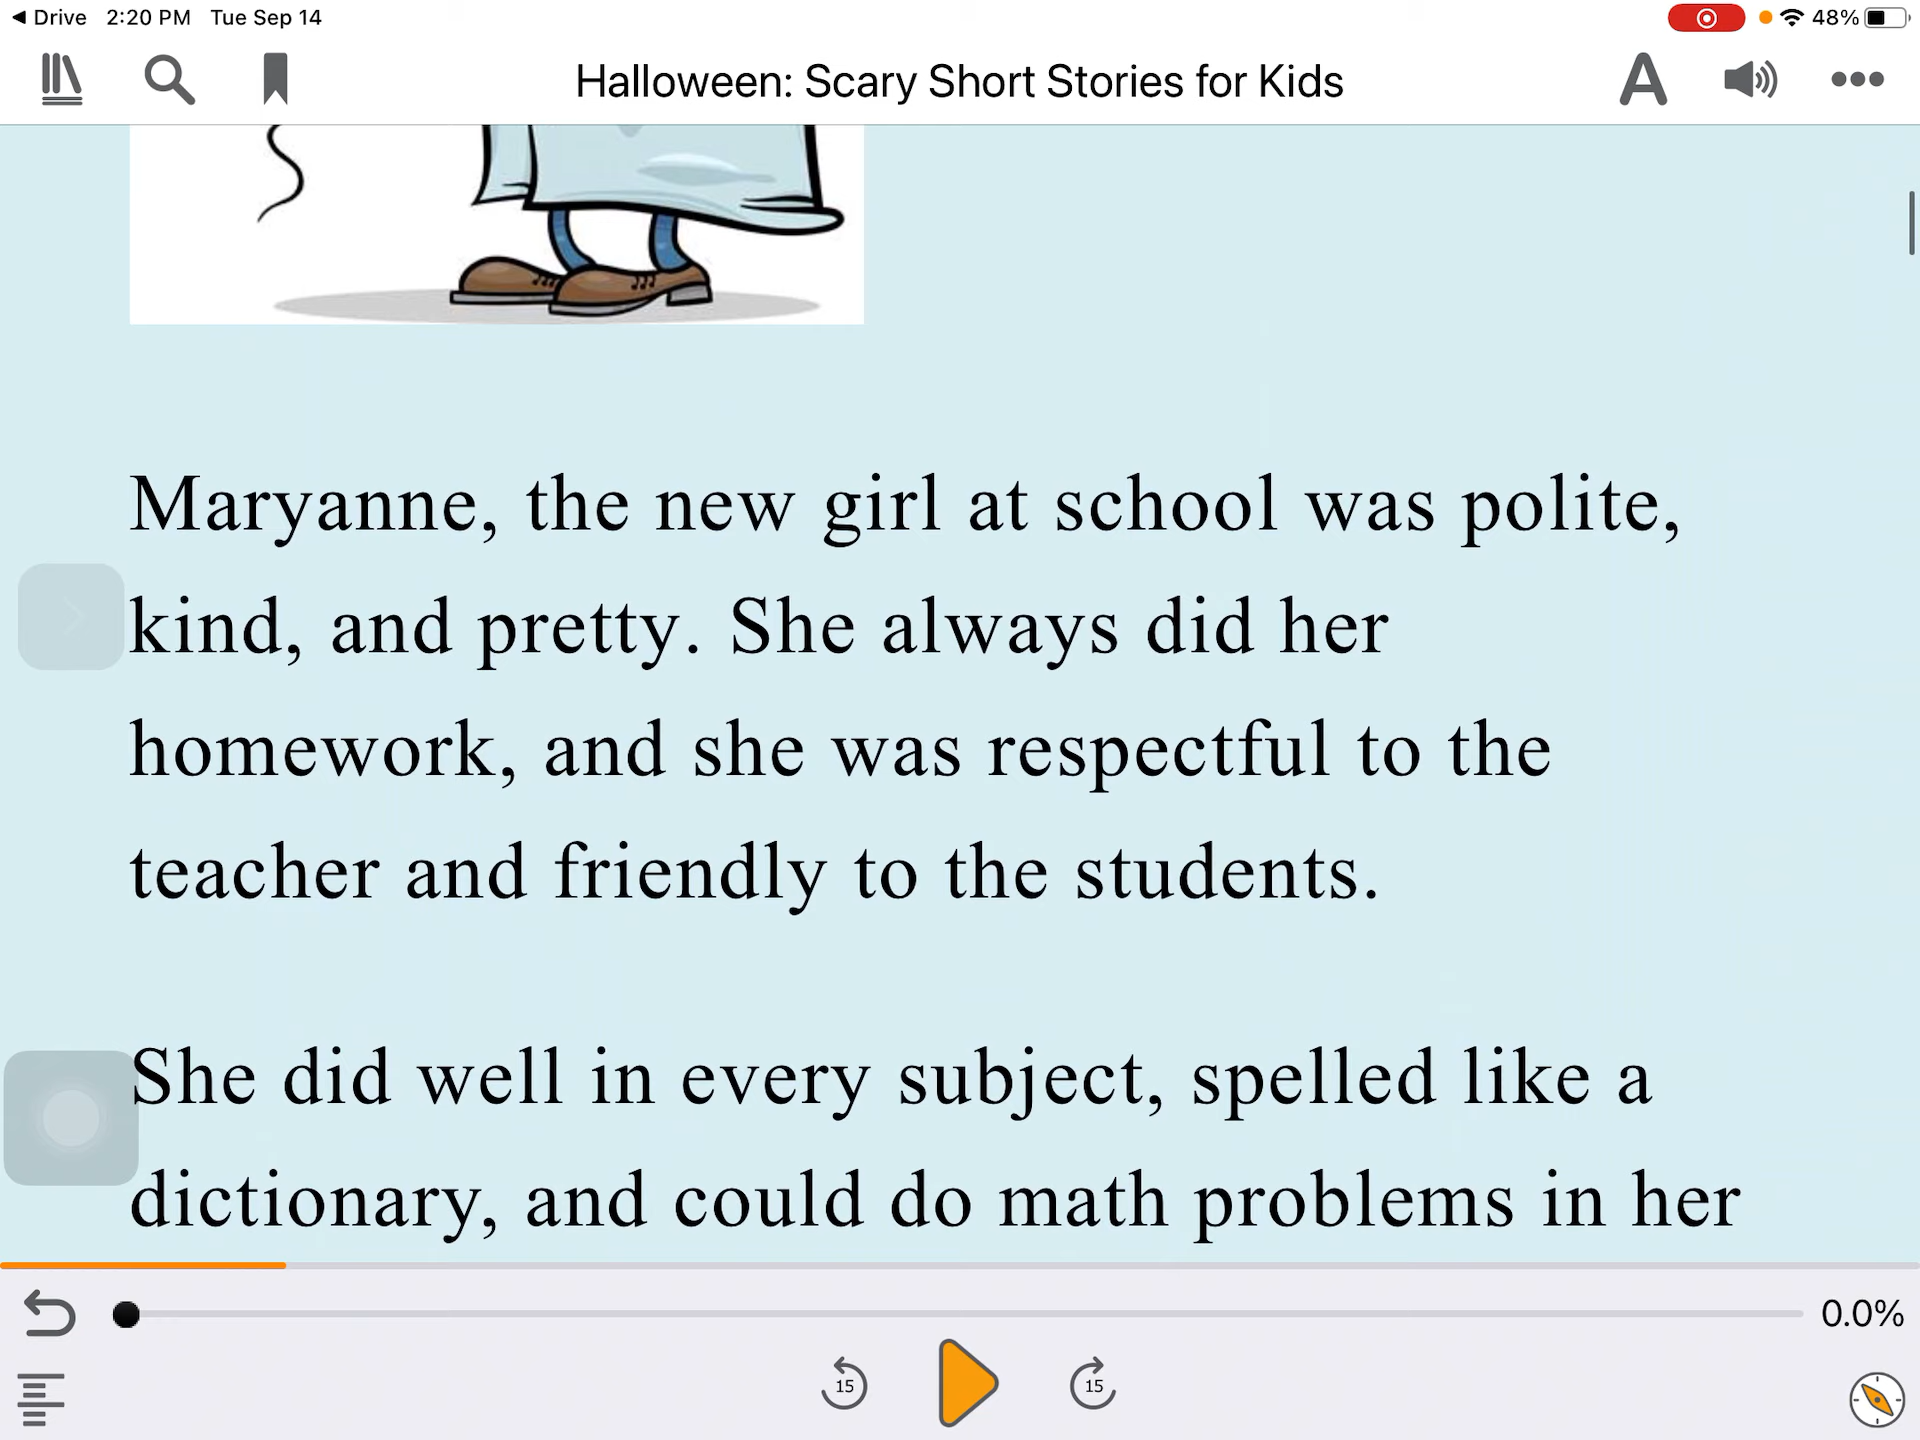 Drive 2:20 PM Tue Sep 14
48%
Halloween: Scary Short Stories for Kids
A
Maryanne, the new girl at school was polite,
kind, and pretty. She always did her
homework, and she was respectful to the
teacher and friendly to the students.
She did well in every subject, spelled like a
dictionary, and could do math problems in her
0.0%
15
15